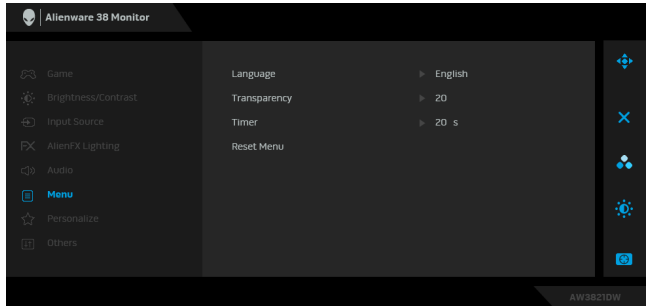 Alienware 38 Monitor
Game
Brightness/Contrast
Input Source
AlienFX Lighting
Audio
Menu
Personalize
Others
Language English
Transparency 20
Timer 20 s
Reset Menu
AW3821DW